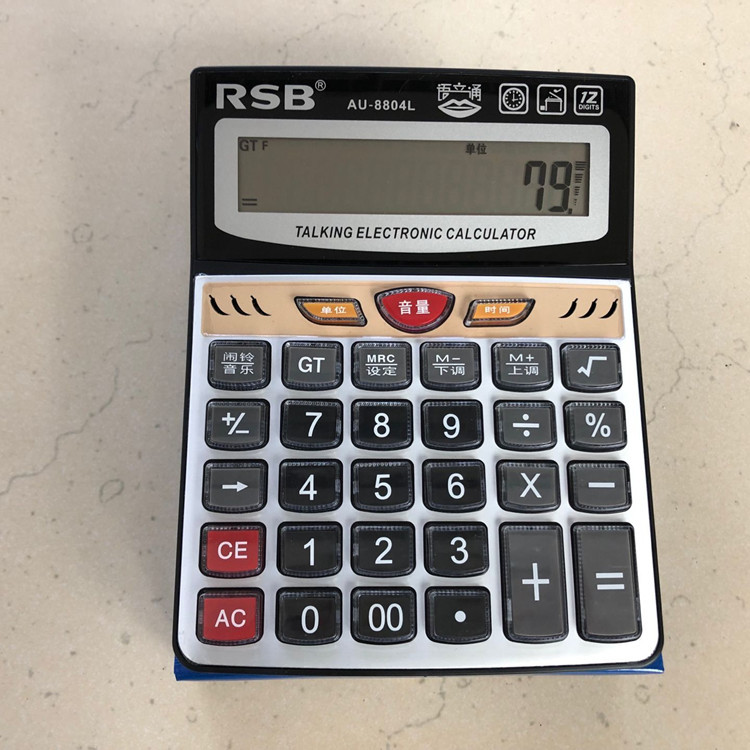 RSB® AU-8804L 语立通 12 DIGITS
GT F 单位
= 79.
TALKING ELECTRONIC CALCULATOR
单位 音量 时间
闹铃 音乐 GT MRC 设定 M- 下调 M+ 上调 √
+/- 7 8 9 ÷ %
→ 4 5 6 X -
CE 1 2 3 + =
AC 0 00 •